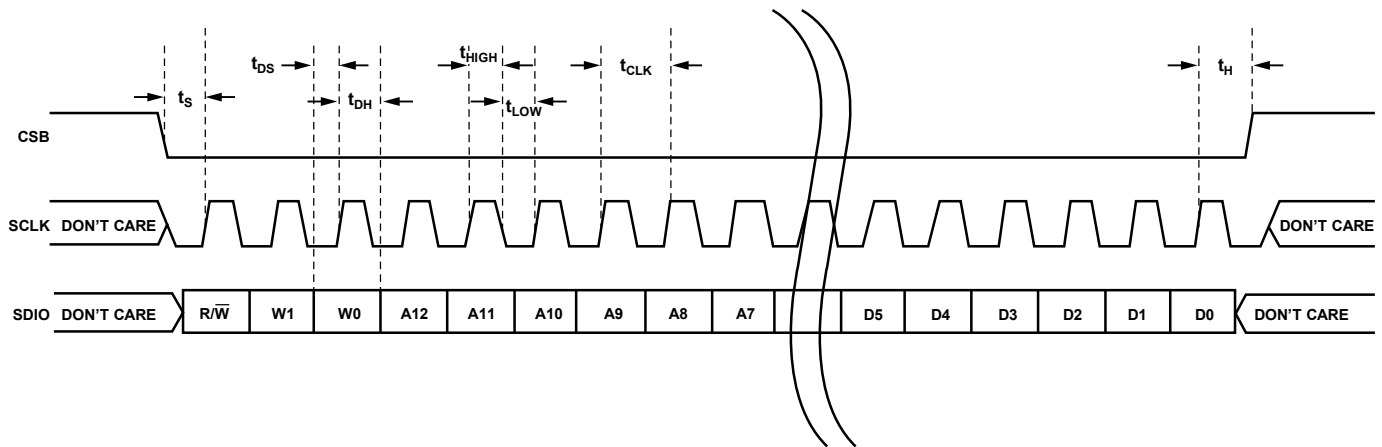 tDS
tHIGH
tCLK
tH
tS
tDH
tLOW
CSB
SCLK DON'T CARE DON'T CARE
SDIO DON'T CARE R/W̅ W1 W0 A12 A11 A10 A9 A8 A7 D5 D4 D3 D2 D1 D0 DON'T CARE